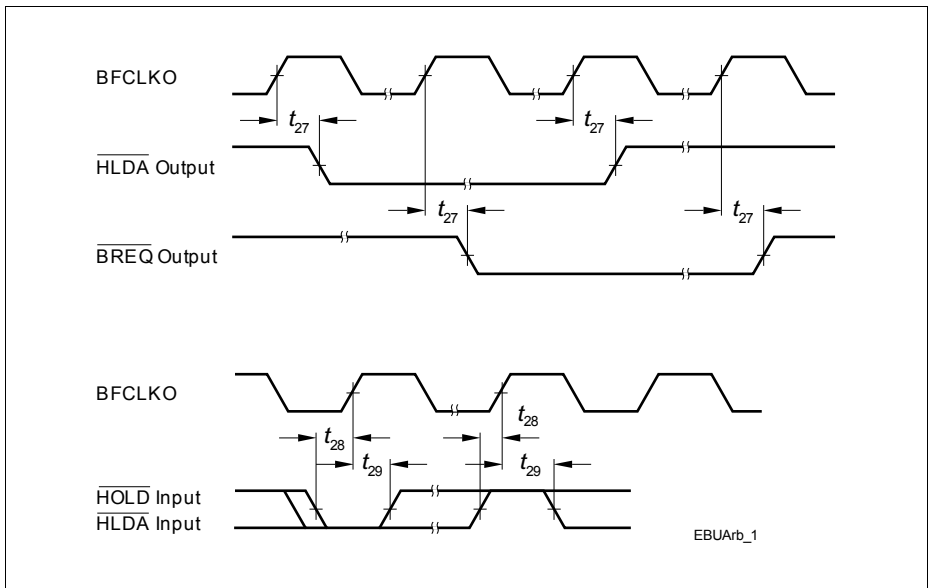 BFCLKO
t27 t27
HLDA Output
t27 t27
BREQ Output
BFCLKO
t28 t28
t29 t29
HOLD Input
HLDA Input
EBUArb_1